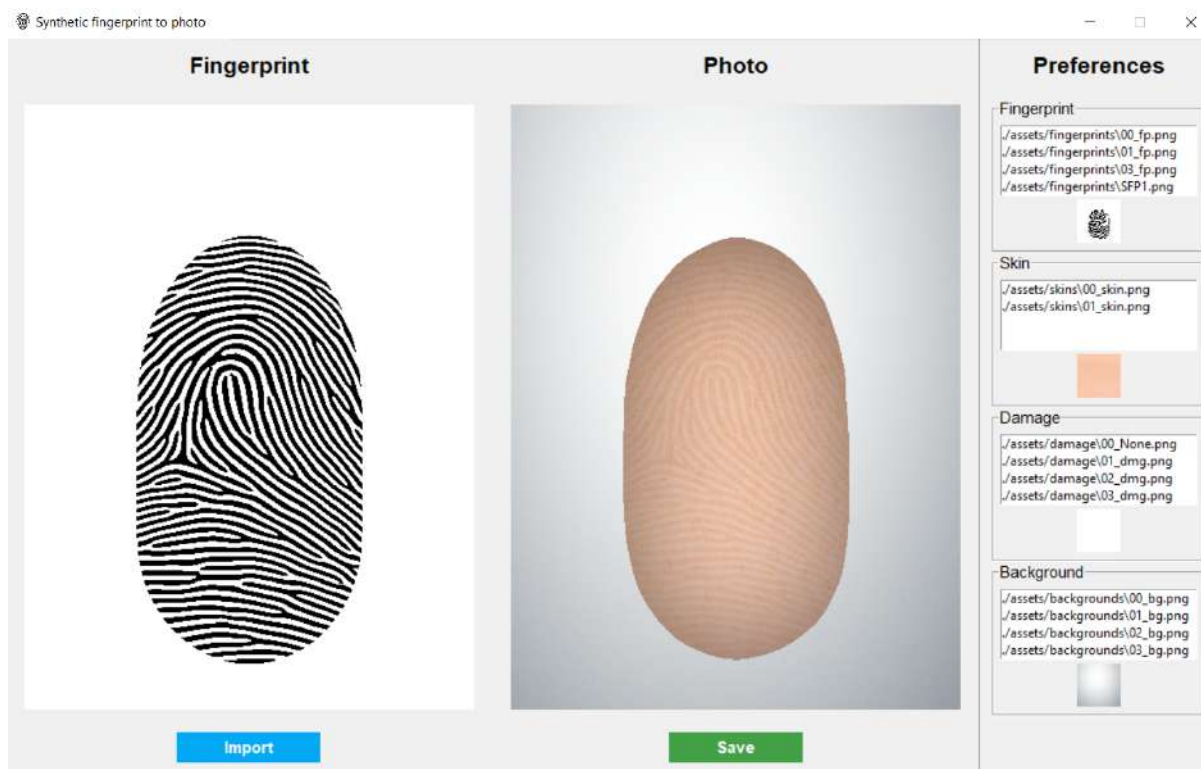 Synthetic fingerprint to photo
Fingerprint
Photo
Preferences
Fingerprint
./assets/fingerprints\00_fp.png
./assets/fingerprints\01_fp.png
./assets/fingerprints\03_fp.png
./assets/fingerprints\SFP1.png
Skin
./assets/skins\00_skin.png
./assets/skins\01_skin.png
Damage
./assets/damage\00_None.png
./assets/damage\01_dmg.png
./assets/damage\02_dmg.png
./assets/damage\03_dmg.png
Background
./assets/backgrounds\00_bg.png
./assets/backgrounds\01_bg.png
./assets/backgrounds\02_bg.png
./assets/backgrounds\03_bg.png
Import
Save